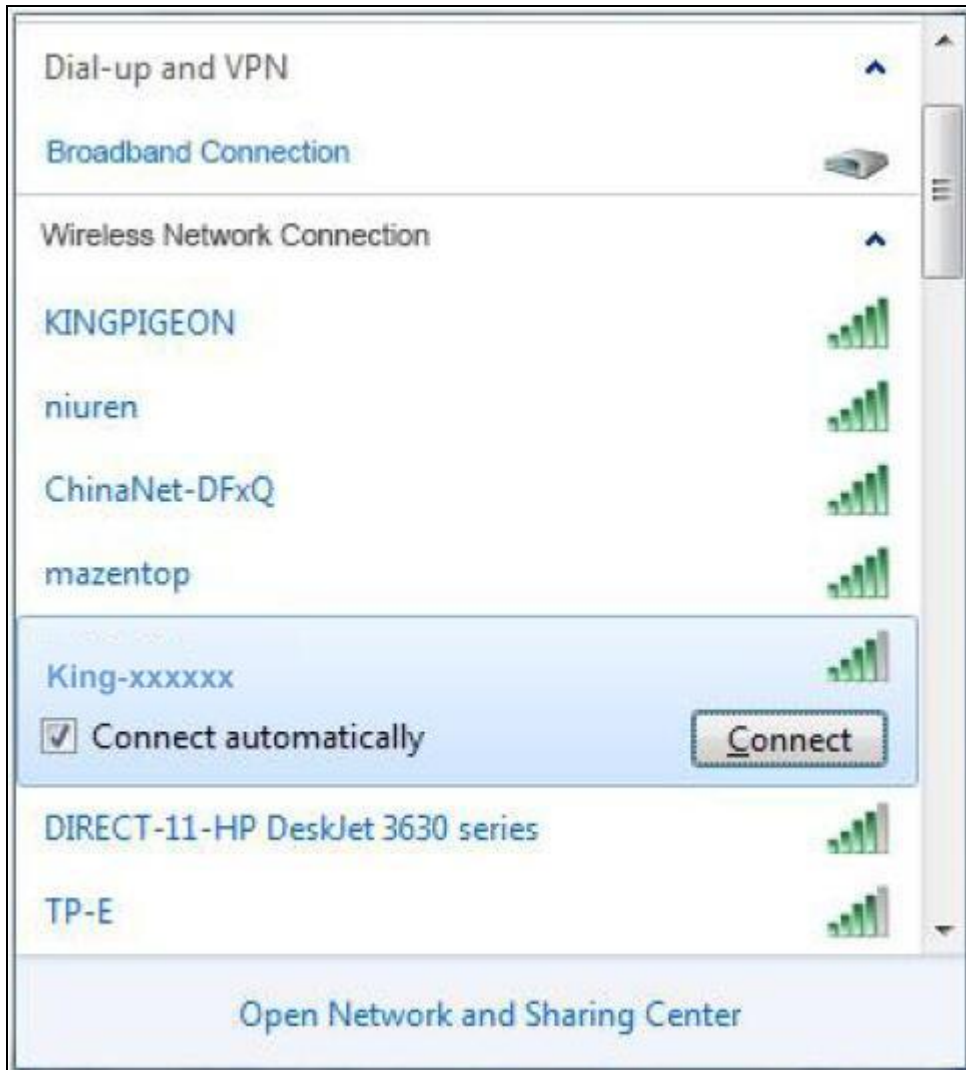 Dial-up and VPN
Broadband Connection
Wireless Network Connection
KINGPIGEON
niuren
ChinaNet-DFxQ
mazentop
King-xxxxxx
Connect automatically
Connect
DIRECT-11-HP DeskJet 3630 series
TP-E
Open Network and Sharing Center